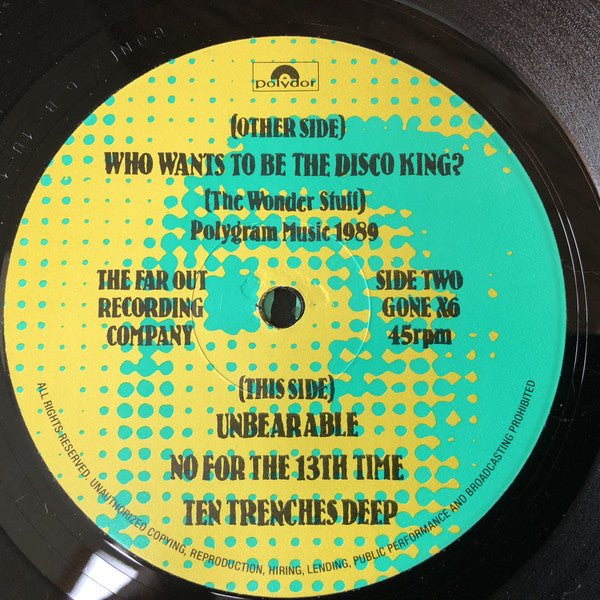 polydor
(OTHER SIDE)
WHO WANTS TO BE THE DISCO KING?
(The Wonder Stuff)
Polygram Music 1989
THE FAR OUT
RECORDING
COMPANY
SIDE TWO
GONE X6
45rpm
(THIS SIDE)
UNBEARABLE
NO FOR THE 13TH TIME
TEN TRENCHES DEEP
ALL RIGHTS RESERVED. UNAUTHORIZED COPYING, REPRODUCTION, HIRING, LENDING, PUBLIC PERFORMANCE AND BROADCASTING PROHIBITED